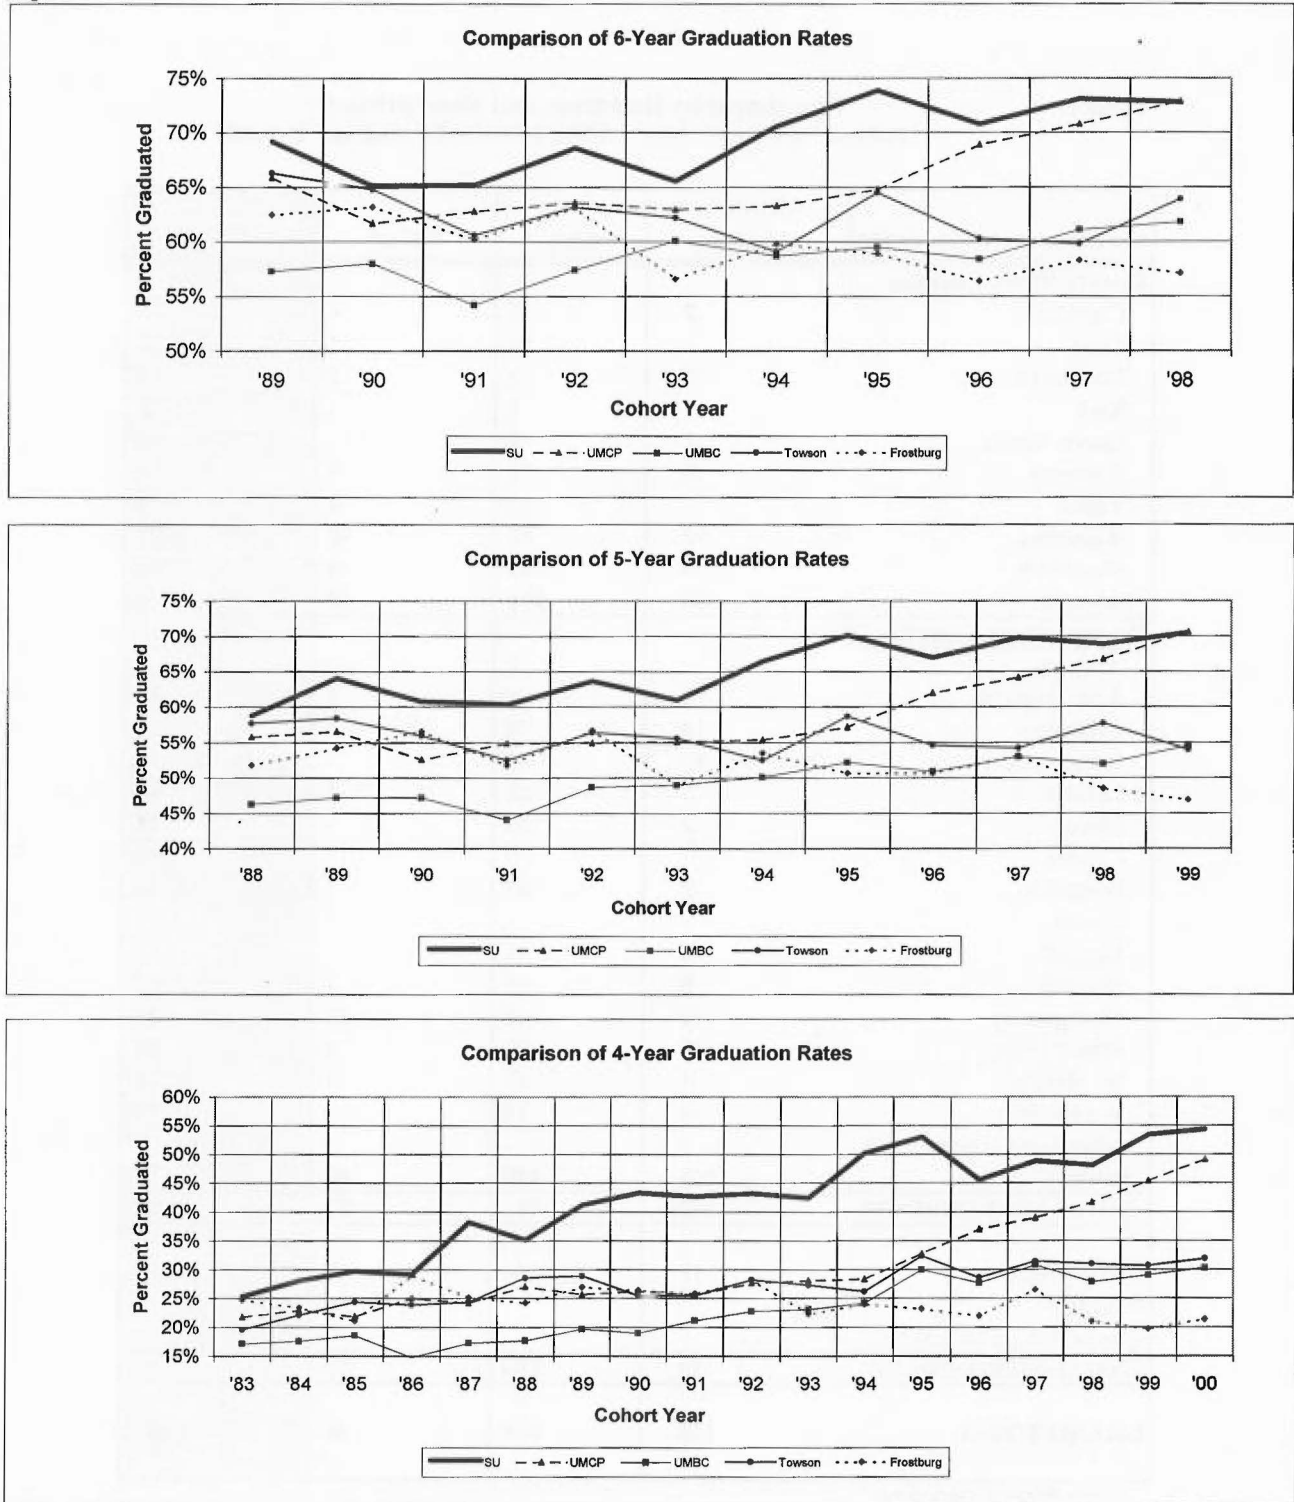 Comparison of 6-Year Graduation Rates
Percent Graduated
75%
70%
65%
60%
55%
50%
'89 '90 '91 '92 '93 '94 '95 '96 '97 '98
Cohort Year
SU UMCP UMBC Towson Frostburg
Comparison of 5-Year Graduation Rates
Percent Graduated
75%
70%
65%
60%
55%
50%
45%
40%
'88 '89 '90 '91 '92 '93 '94 '95 '96 '97 '98 '99
Cohort Year
SU UMCP UMBC Towson Frostburg
Comparison of 4-Year Graduation Rates
Percent Graduated
60%
55%
50%
45%
40%
35%
30%
25%
20%
15%
'83 '84 '85 '86 '87 '88 '89 '90 '91 '92 '93 '94 '95 '96 '97 '98 '99 '00
Cohort Year
SU UMCP UMBC Towson Frostburg